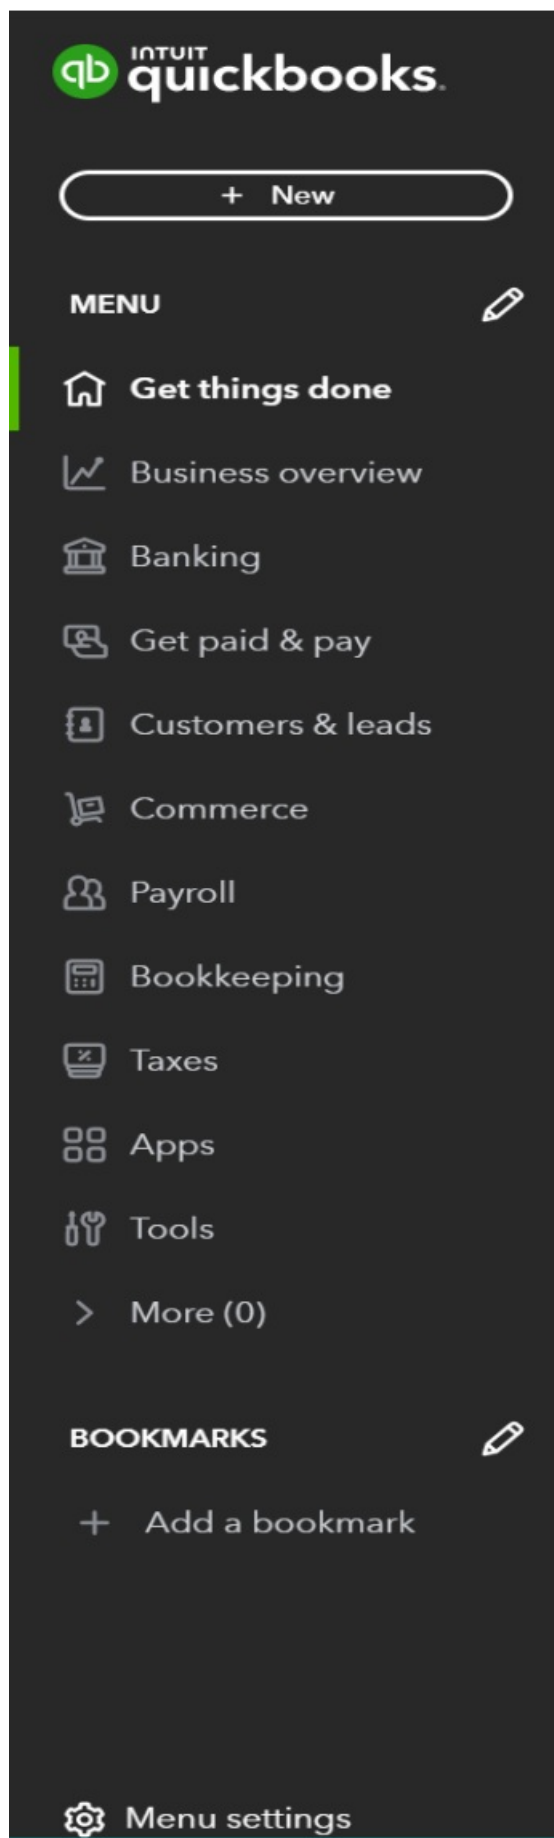 INTUIT
quickbooks.
+ New
MENU
Get things done
Business overview
Banking
Get paid & pay
Customers & leads
Commerce
Payroll
Bookkeeping
Taxes
Apps
Tools
> More (0)
BOOKMARKS
+ Add a bookmark
Menu settings